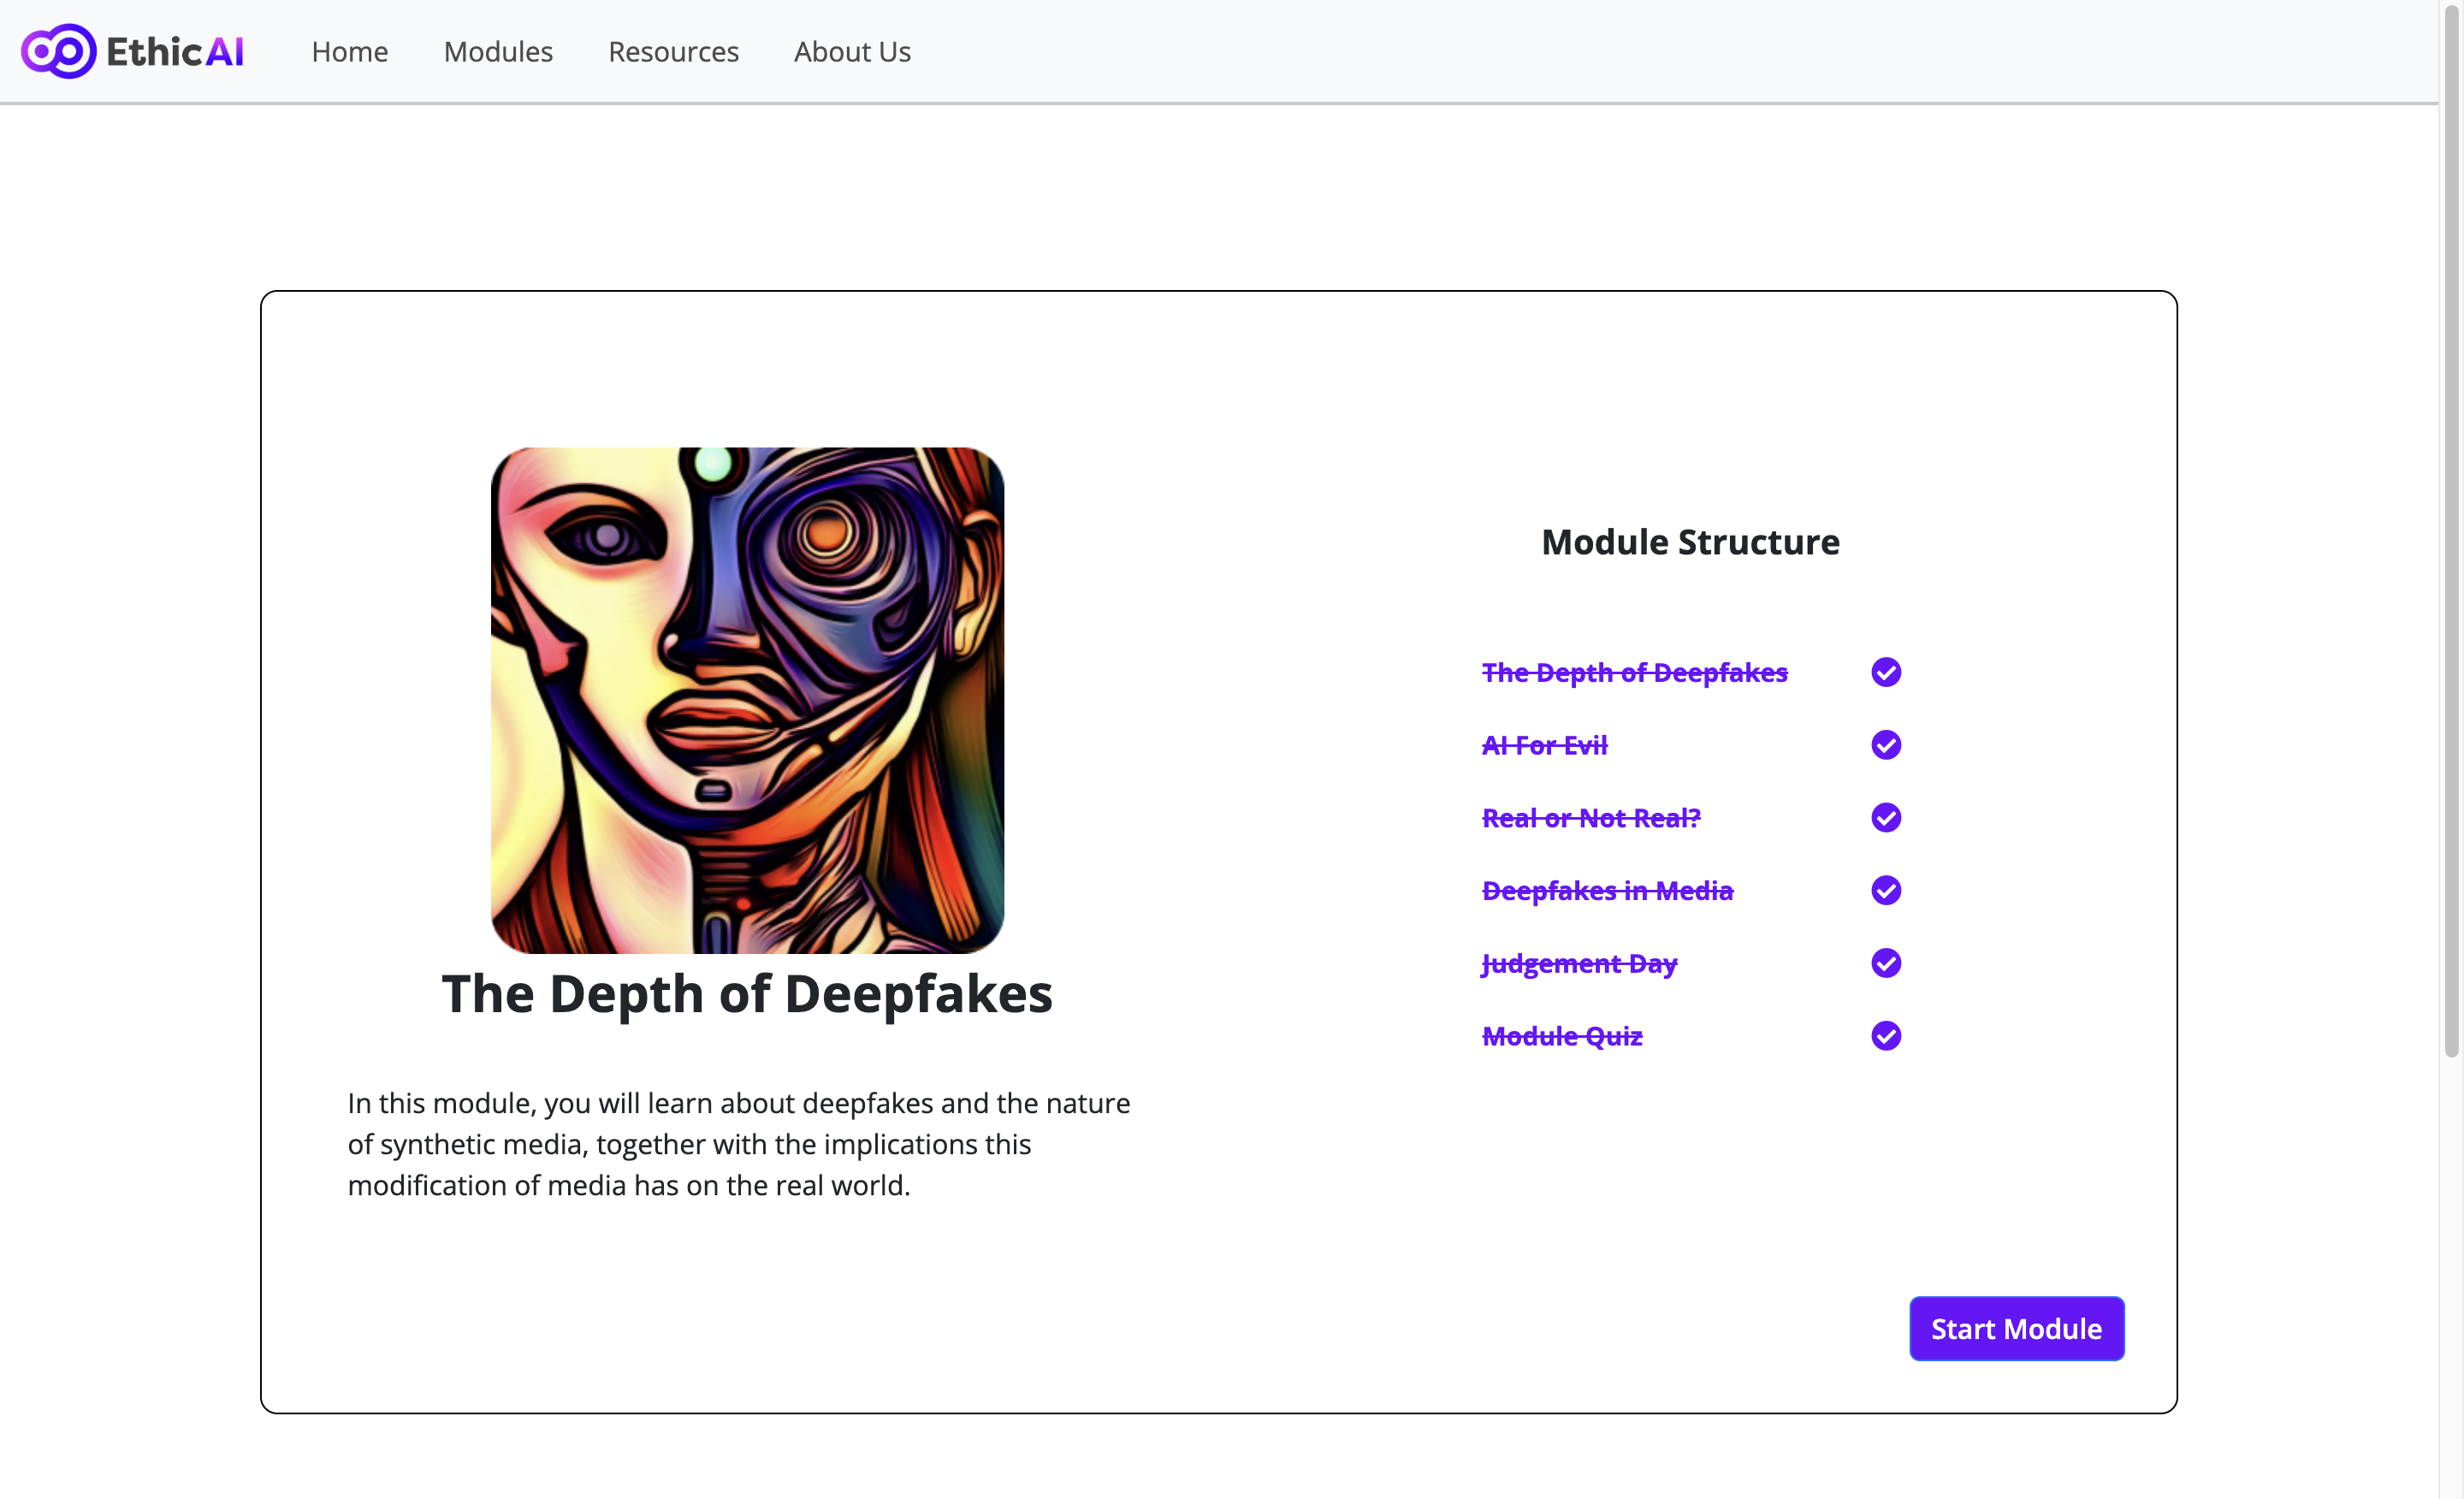 EthicAI
Home
Modules
Resources
About Us
The Depth of Deepfakes
In this module, you will learn about deepfakes and the nature
of synthetic media, together with the implications this
modification of media has on the real world.
Module Structure
The Depth of Deepfakes
AI For Evil
Real or Not Real?
Deepfakes in Media
Judgement Day
Module Quiz
Start Module